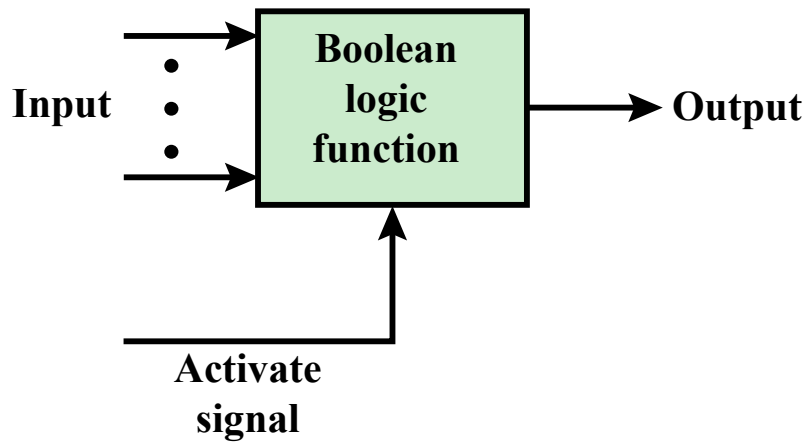 Boolean
logic
function
Input
Output
Activate
signal